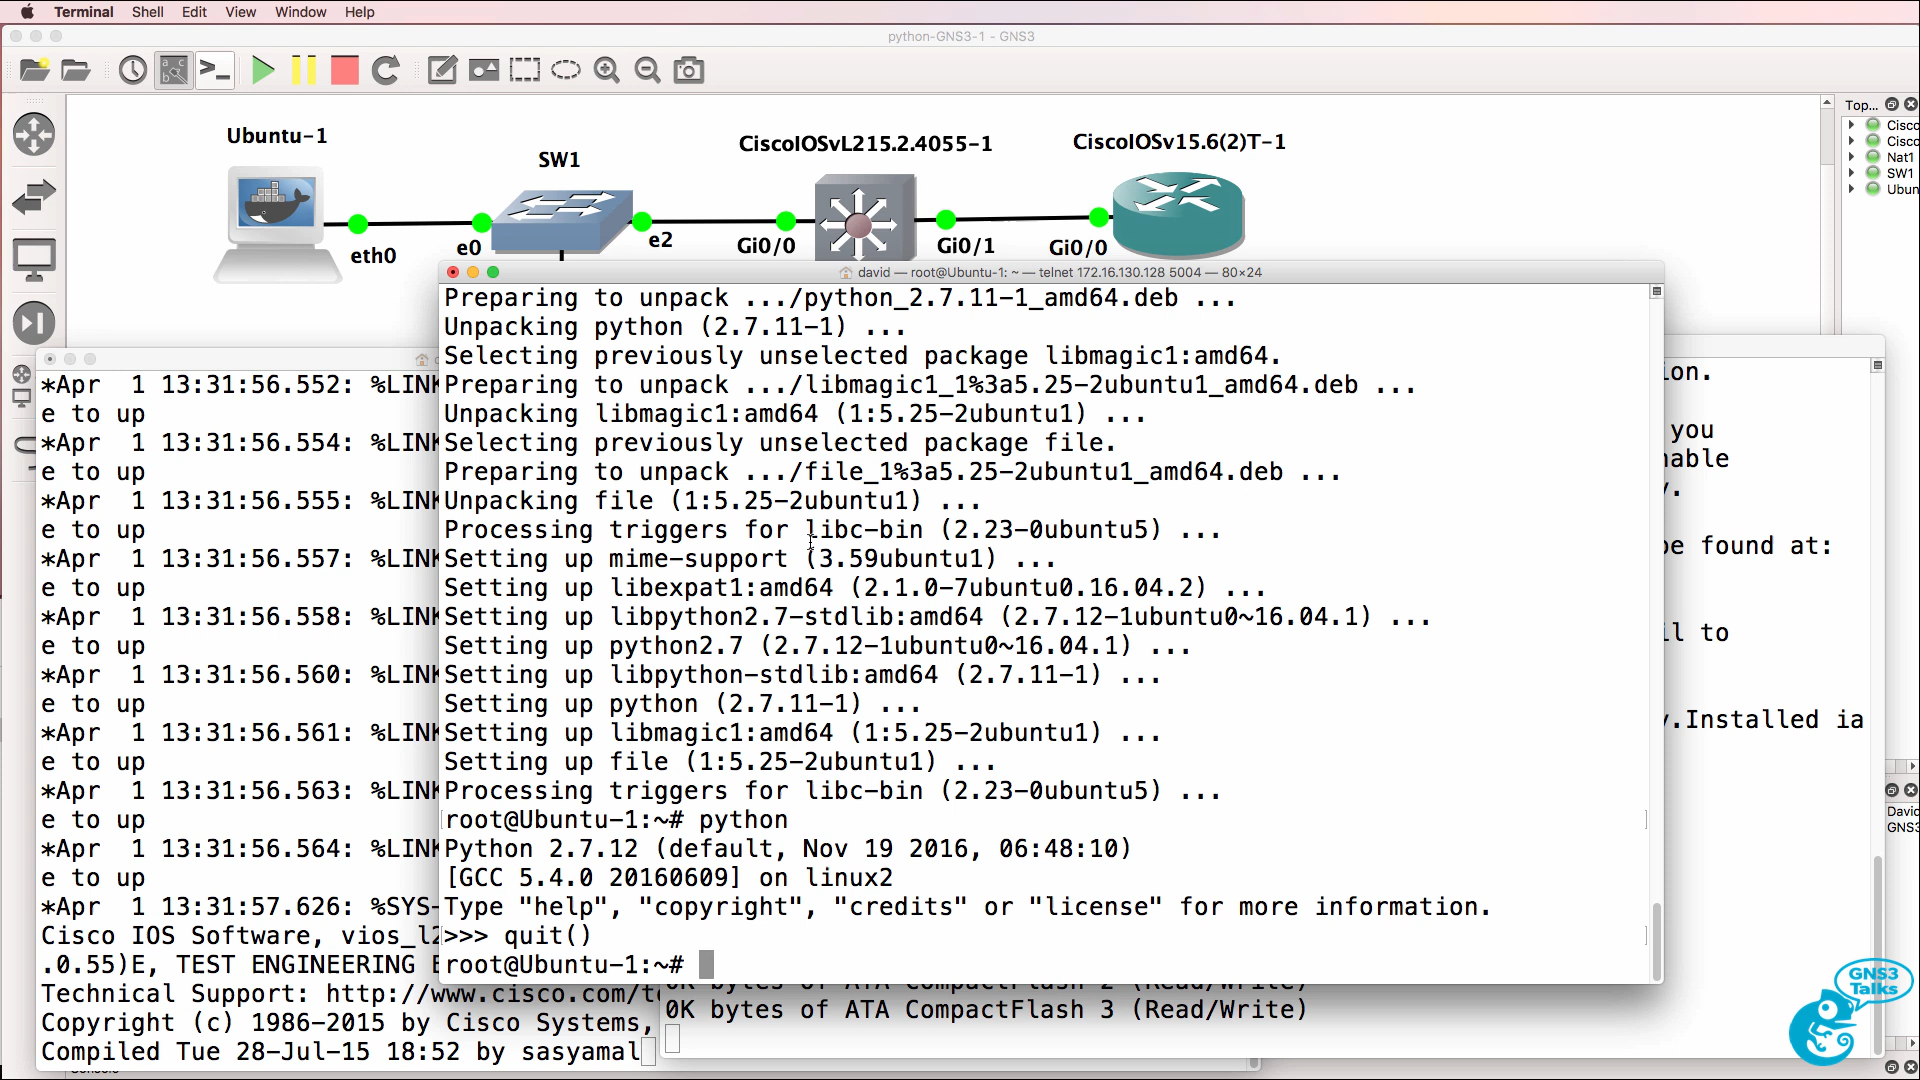 Terminal Shell Edit View Window Help
python-GNS3-1 - GNS3
Ubuntu-1
SW1
CiscoIOSvL215.2.4055-1
CiscoIOSv15.6(2)T-1
eth0
e0
e2
Gi0/0
Gi0/1
Gi0/0
Top...
Cisco
Cisco
Nat1
SW1
Ubun
david — root@Ubuntu-1: ~ — telnet 172.16.130.128 5004 — 80×24
Preparing to unpack .../python_2.7.11-1_amd64.deb ...
Unpacking python (2.7.11-1) ...
Selecting previously unselected package libmagic1:amd64.
Preparing to unpack .../libmagic1_1%3a5.25-2ubuntu1_amd64.deb ...
Unpacking libmagic1:amd64 (1:5.25-2ubuntu1) ...
Selecting previously unselected package file.
Preparing to unpack .../file_1%3a5.25-2ubuntu1_amd64.deb ...
Unpacking file (1:5.25-2ubuntu1) ...
Processing triggers for libc-bin (2.23-0ubuntu5) ...
Setting up mime-support (3.59ubuntu1) ...
Setting up libexpat1:amd64 (2.1.0-7ubuntu0.16.04.2) ...
Setting up libpython2.7-stdlib:amd64 (2.7.12-1ubuntu0~16.04.1) ...
Setting up python2.7 (2.7.12-1ubuntu0~16.04.1) ...
Setting up libpython-stdlib:amd64 (2.7.11-1) ...
Setting up python (2.7.11-1) ...
Setting up libmagic1:amd64 (1:5.25-2ubuntu1) ...
Setting up file (1:5.25-2ubuntu1) ...
Processing triggers for libc-bin (2.23-0ubuntu5) ...
root@Ubuntu-1:~# python
Python 2.7.12 (default, Nov 19 2016, 06:48:10)
[GCC 5.4.0 20160609] on linux2
Type "help", "copyright", "credits" or "license" for more information.
>>> quit()
root@Ubuntu-1:~#
*Apr  1 13:31:56.552: %LINK
e to up
*Apr  1 13:31:56.554: %LINK
e to up
*Apr  1 13:31:56.555: %LINK
e to up
*Apr  1 13:31:56.557: %LINK
e to up
*Apr  1 13:31:56.558: %LINK
e to up
*Apr  1 13:31:56.560: %LINK
e to up
*Apr  1 13:31:56.561: %LINK
e to up
*Apr  1 13:31:56.563: %LINK
e to up
*Apr  1 13:31:56.564: %LINK
e to up
*Apr  1 13:31:57.626: %SYS-
Cisco IOS Software, vios_l2
.0.55)E, TEST ENGINEERING
Technical Support: http://www.cisco.com/t
Copyright (c) 1986-2015 by Cisco Systems,
Compiled Tue 28-Jul-15 18:52 by sasyamal
on.
you
nable
y.
be found at:
il to
y.Installed ia
0K bytes of ATA CompactFlash 2 (Read/Write)
0K bytes of ATA CompactFlash 3 (Read/Write)
David
GNS3
GNS3
Talks